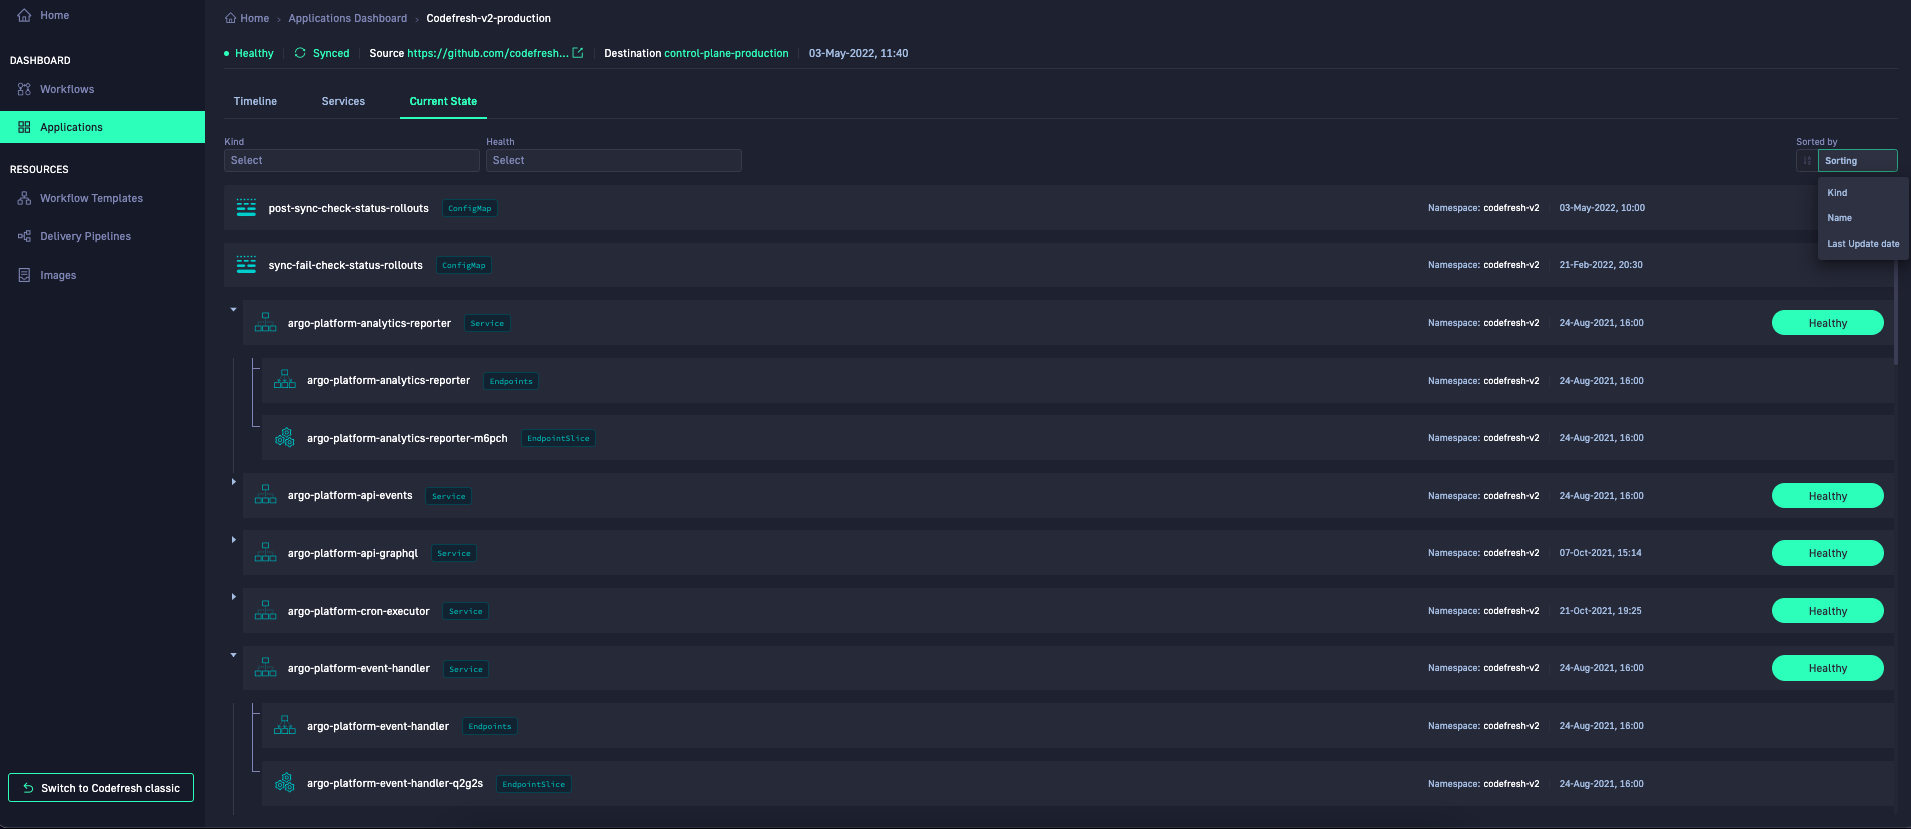 Home
DASHBOARD
Workflows
Applications
RESOURCES
Workflow Templates
Delivery Pipelines
Images
Switch to Codefresh classic
Home › Applications Dashboard › Codefresh-v2-production
Healthy Synced Source https://github.com/codefresh... Destination control-plane-production 03-May-2022, 11:40
Timeline Services Current State
Kind Health Sorted by
Select Select Sorting
Kind
Name
Last Update date
post-sync-check-status-rollouts ConfigMap Namespace: codefresh-v2 03-May-2022, 10:00
sync-fail-check-status-rollouts ConfigMap Namespace: codefresh-v2 21-Feb-2022, 20:30
argo-platform-analytics-reporter Service Namespace: codefresh-v2 24-Aug-2021, 16:00 Healthy
argo-platform-analytics-reporter Endpoints Namespace: codefresh-v2 24-Aug-2021, 16:00
argo-platform-analytics-reporter-m6pch EndpointSlice Namespace: codefresh-v2 24-Aug-2021, 16:00
argo-platform-api-events Service Namespace: codefresh-v2 24-Aug-2021, 16:00 Healthy
argo-platform-api-graphql Service Namespace: codefresh-v2 07-Oct-2021, 15:14 Healthy
argo-platform-cron-executor Service Namespace: codefresh-v2 21-Oct-2021, 19:25 Healthy
argo-platform-event-handler Service Namespace: codefresh-v2 24-Aug-2021, 16:00 Healthy
argo-platform-event-handler Endpoints Namespace: codefresh-v2 24-Aug-2021, 16:00
argo-platform-event-handler-q2g2s EndpointSlice Namespace: codefresh-v2 24-Aug-2021, 16:00